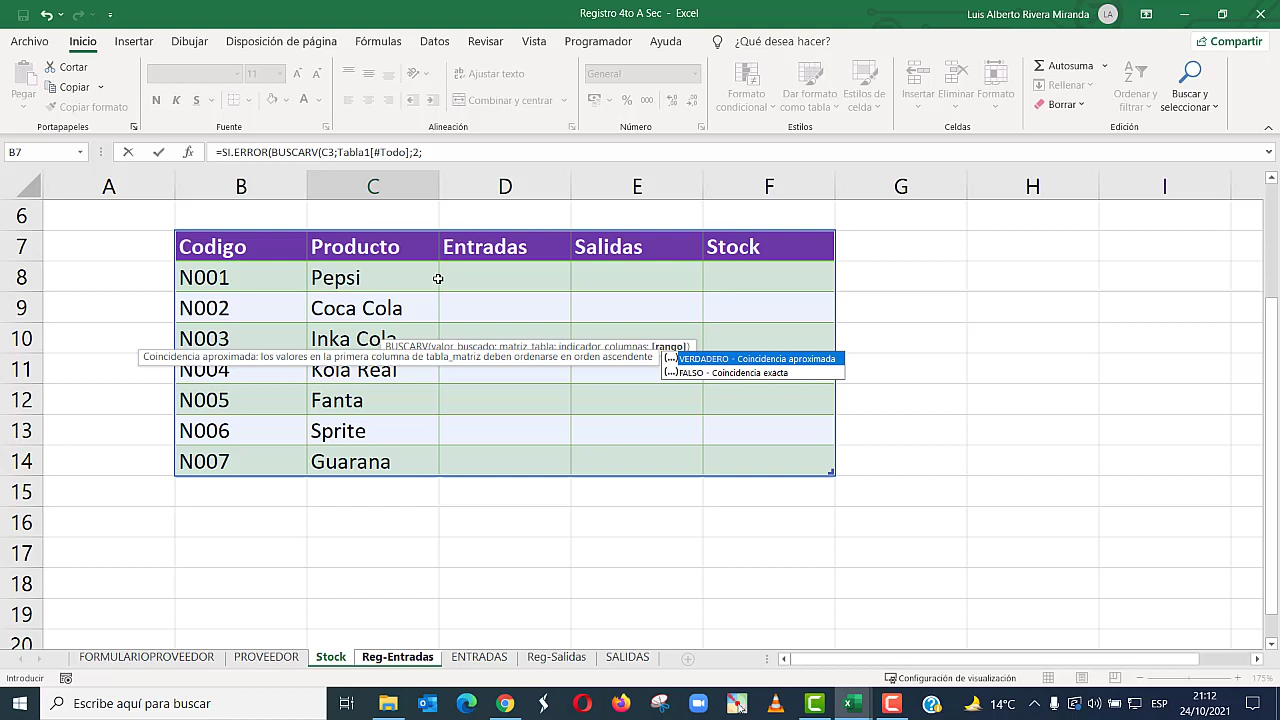 Registro 4to A Sec - Excel
Luis Alberto Rivera Miranda
LA
Archivo Inicio Insertar Dibujar Disposición de página Fórmulas Datos Revisar Vista Programador Ayuda ¿Qué desea hacer? Compartir
Pegar
Cortar
Copiar
Copiar formato
11
N K S
Ajustar texto
Combinar y centrar
General
% 000
Formato condicional
Dar formato como tabla
Estilos de celda
Insertar Eliminar Formato
Autosuma
Rellenar
Borrar
Ordenar y filtrar
Buscar y seleccionar
Portapapeles Fuente Alineación Número Estilos Celdas Edición
B7 fx =SI.ERROR(BUSCARV(C3;Tabla1[#Todo];2;
A B C D E F G H I
6
7 Codigo Producto Entradas Salidas Stock
8 N001 Pepsi
9 N002 Coca Cola
10 N003 Inka Cola
BUSCARV(valor_buscado; matriz_tabla; indicador_columnas; [rango])
Coincidencia aproximada: los valores en la primera columna de tabla_matriz deben ordenarse en orden ascendente
(...) VERDADERO - Coincidencia aproximada
(...) FALSO - Coincidencia exacta
11 N004 Kola Real
12 N005 Fanta
13 N006 Sprite
14 N007 Guarana
15
16
17
18
19
20
FORMULARIOPROVEEDOR PROVEEDOR Stock Reg-Entradas ENTRADAS Reg-Salidas SALIDAS
Introducir
Configuración de visualización
175%
Escribe aquí para buscar
14°C
ESP
21:12
24/10/2021